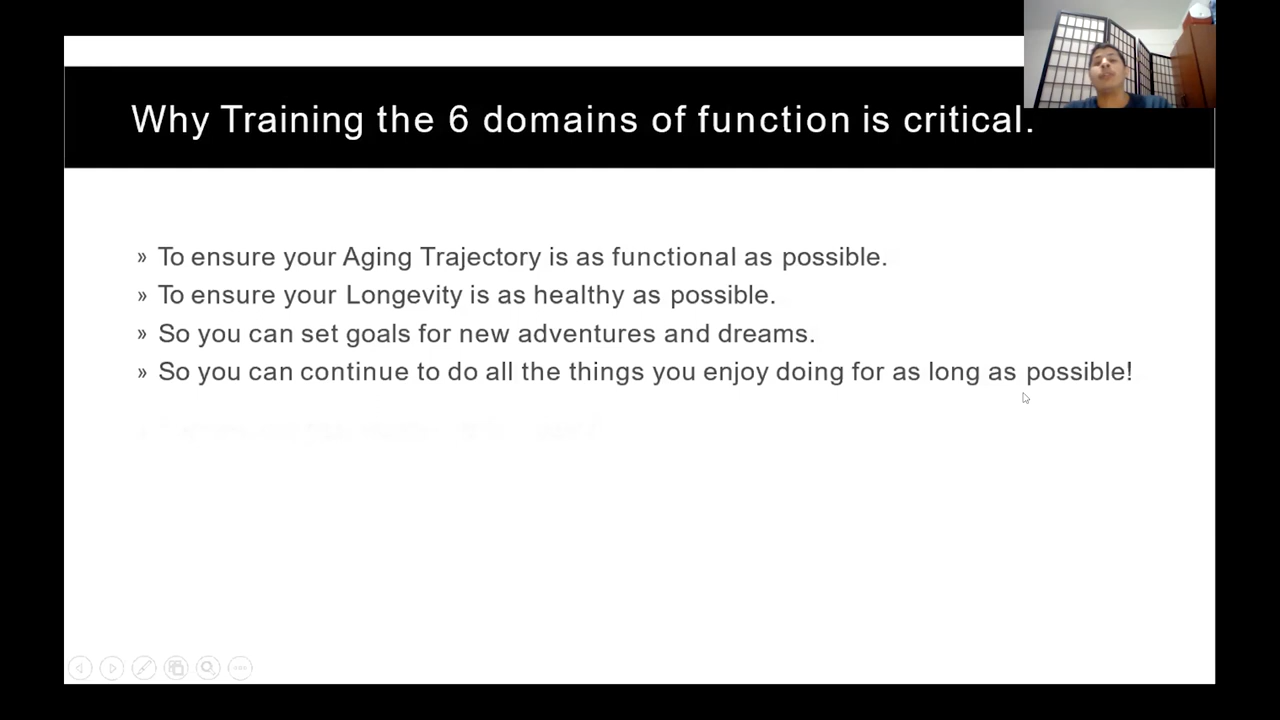 Why Training the 6 domains of function is critical.
» To ensure your Aging Trajectory is as functional as possible.
» To ensure your Longevity is as healthy as possible.
» So you can set goals for new adventures and dreams.
» So you can continue to do all the things you enjoy doing for as long as possible!